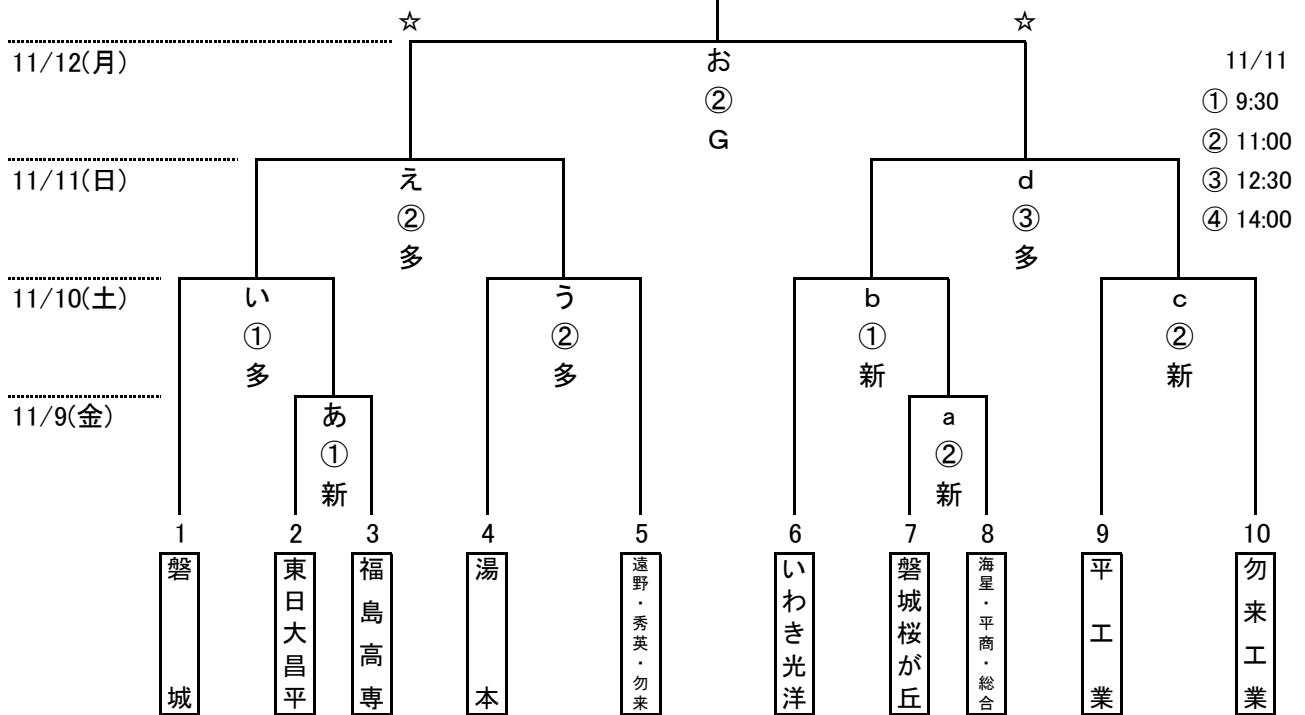 ☆ ☆
11/12(月) お 11/11
② ① 9:30
G ② 11:00
11/11(日) え d ③ 12:30
② ③ ④ 14:00
多 多
11/10(土) い う b c
① ② ① ②
多 多 新 新
11/9(金) あ a
① ②
新 新
1 2 3 4 5 6 7 8 9 10
磐城
東日大昌平
福島高専
湯本
遠野・秀英・勿来
いわき光洋
磐城桜が丘
海星・平商・総合
平工業
勿来工業